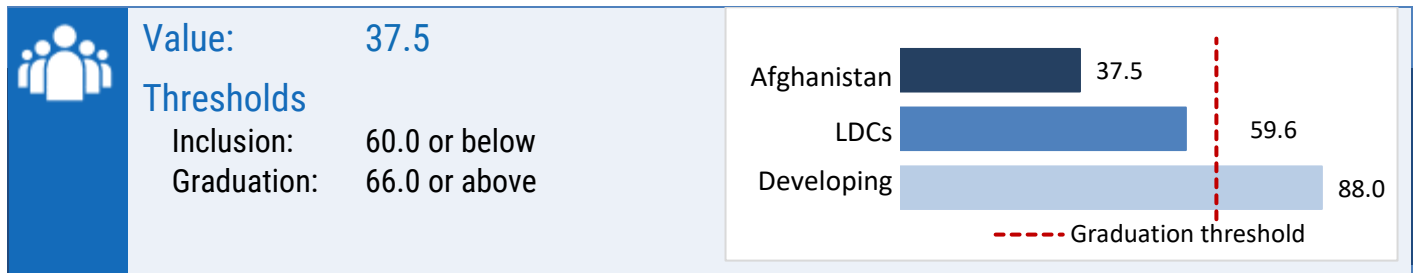 Value: 37.5
Thresholds
Inclusion: 60.0 or below
Graduation: 66.0 or above
Afghanistan 37.5
LDCs 59.6
Developing 88.0
Graduation threshold